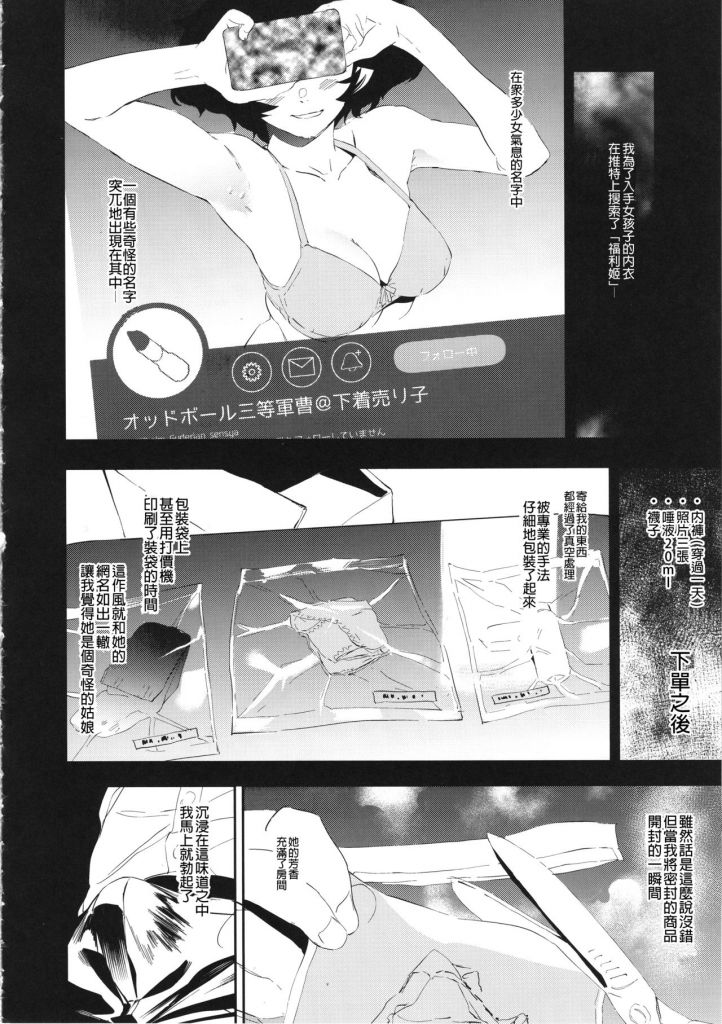 我為了入手女孩子的內衣
在推特上搜索了「福利姬」─
在眾多少女氣息的名字中
一個有些奇怪的名字
突兀地出現在其中─
フォロー中
オッドボール三等軍曹@下着売り子
フォローしていません
・內褲(穿過一天)
・照片三張
・唾液20ml
・襪子
下單之後
寄給我的東西
都經過了真空處理
被專業的手法
仔細地包裝了起來
包裝袋上
甚至用打價機
印刷了裝袋的時間
這作風就和她的
網名如出一轍
讓我覺得她是個奇怪的姑娘
雖然話是這麼說沒錯
但當我將密封的商品
開封的一瞬間
她的芳香
充滿了房間
沉浸在這味道之中
我馬上就勃起了